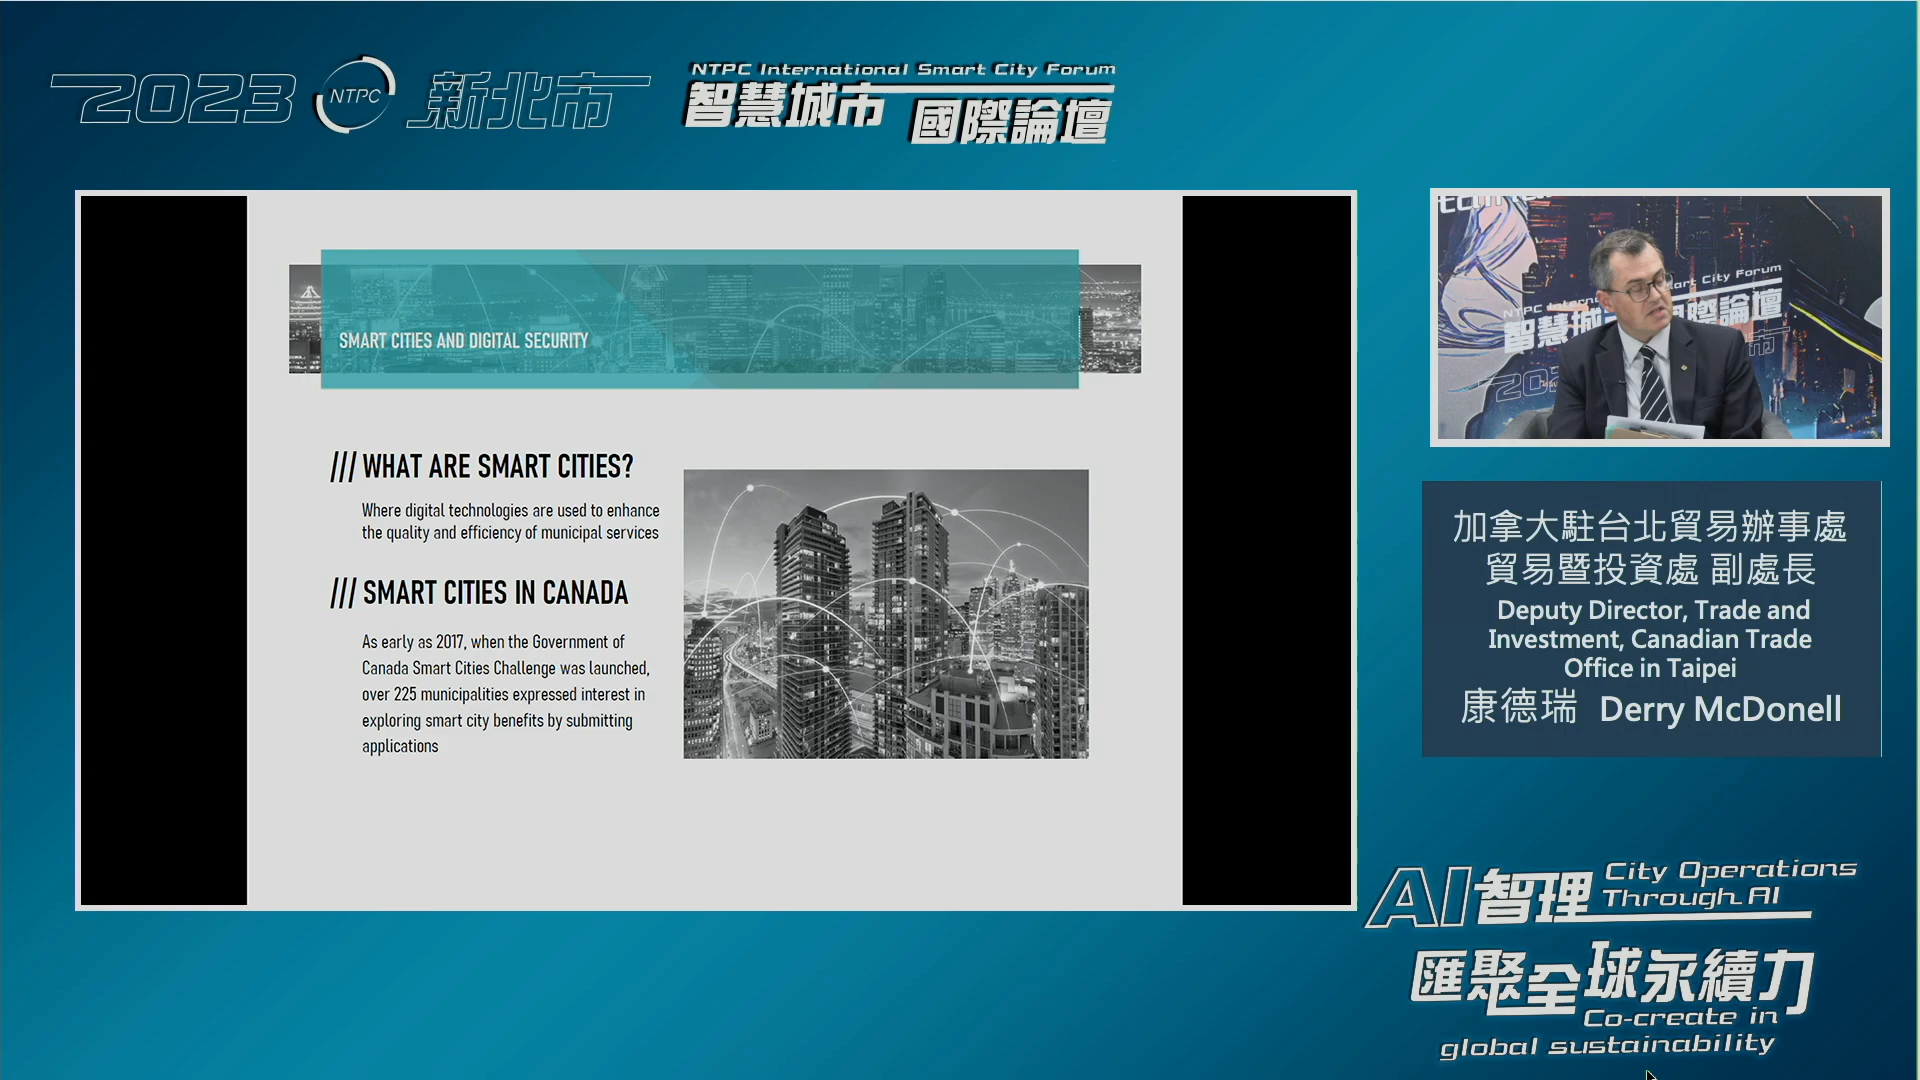 2023 NTPC 新北市
NTPC International Smart City Forum
智慧城市 國際論壇
SMART CITIES AND DIGITAL SECURITY
/// WHAT ARE SMART CITIES?
Where digital technologies are used to enhance
the quality and efficiency of municipal services
/// SMART CITIES IN CANADA
As early as 2017, when the Government of
Canada Smart Cities Challenge was launched,
over 225 municipalities expressed interest in
exploring smart city benefits by submitting
applications
加拿大駐台北貿易辦事處
貿易暨投資處 副處長
Deputy Director, Trade and
Investment, Canadian Trade
Office in Taipei
康德瑞 Derry McDonell
AI智理 City Operations
Through AI
匯聚全球永續力
Co-create in
global sustainability